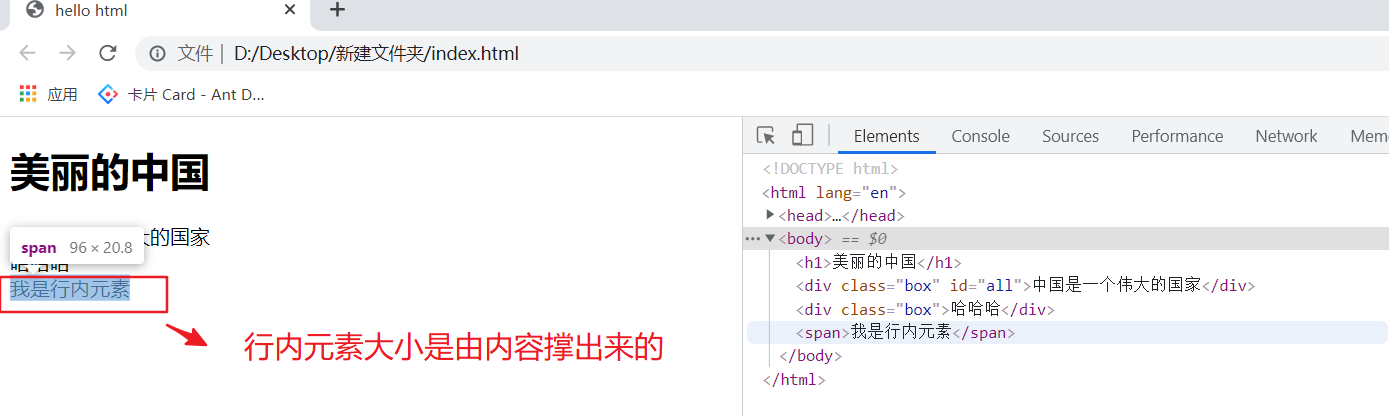 hello html
文件 D:/Desktop/新建文件夹/index.html
应用 卡片 Card - Ant D...
Elements Console Sources Performance Network Mem
美丽的中国
大的国家
span 96 × 20.8
哈哈哈
我是行内元素
行内元素大小是由内容撑出来的
<!DOCTYPE html>
<html lang="en">
<head>…</head>
<body> == $0
<h1>美丽的中国</h1>
<div class="box" id="all">中国是一个伟大的国家</div>
<div class="box">哈哈哈</div>
<span>我是行内元素</span>
</body>
</html>